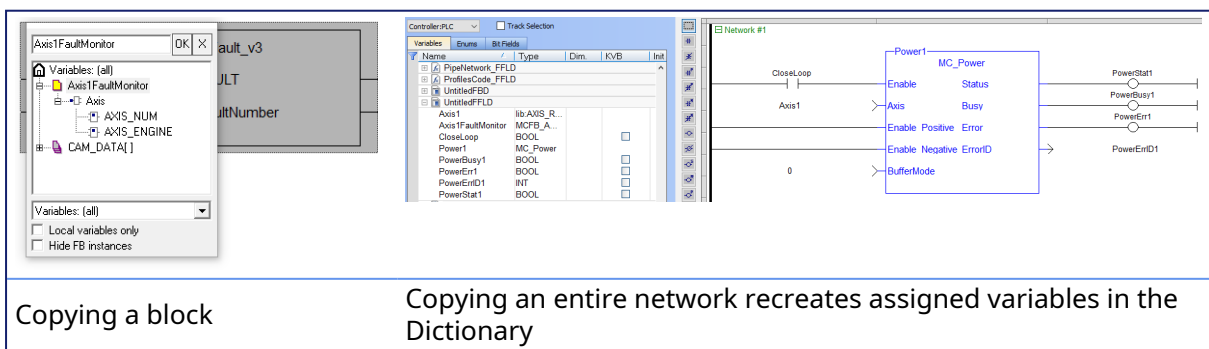 Axis1FaultMonitor OK X
ault_v3
Variables: (all)
JLT
Axis1FaultMonitor
Axis
AXIS_NUM
ultNumber
AXIS_ENGINE
CAM_DATA[]
Variables: (all)
Local variables only
Hide FB instances
Controller:PLC Track Selection
Variables Enums Bit Fields
Name / Type Dim. KVB Init
PipeNetwork_FFLD
ProfilesCode_FFLD
UntitledFBD
UntitledFFLD
Axis1 lib:AXIS_R...
Axis1FaultMonitor MCFB_A...
CloseLoop BOOL
Power1 MC_Power
PowerBusy1 BOOL
PowerErr1 BOOL
PowerErrID1 INT
PowerStat1 BOOL
Network #1
Power1
MC_Power
CloseLoop Enable Status PowerStat1
Axis1 Axis Busy PowerBusy1
Enable Positive Error PowerErr1
Enable Negative ErrorID PowerErrID1
0 BufferMode
Copying a block
Copying an entire network recreates assigned variables in the
Dictionary